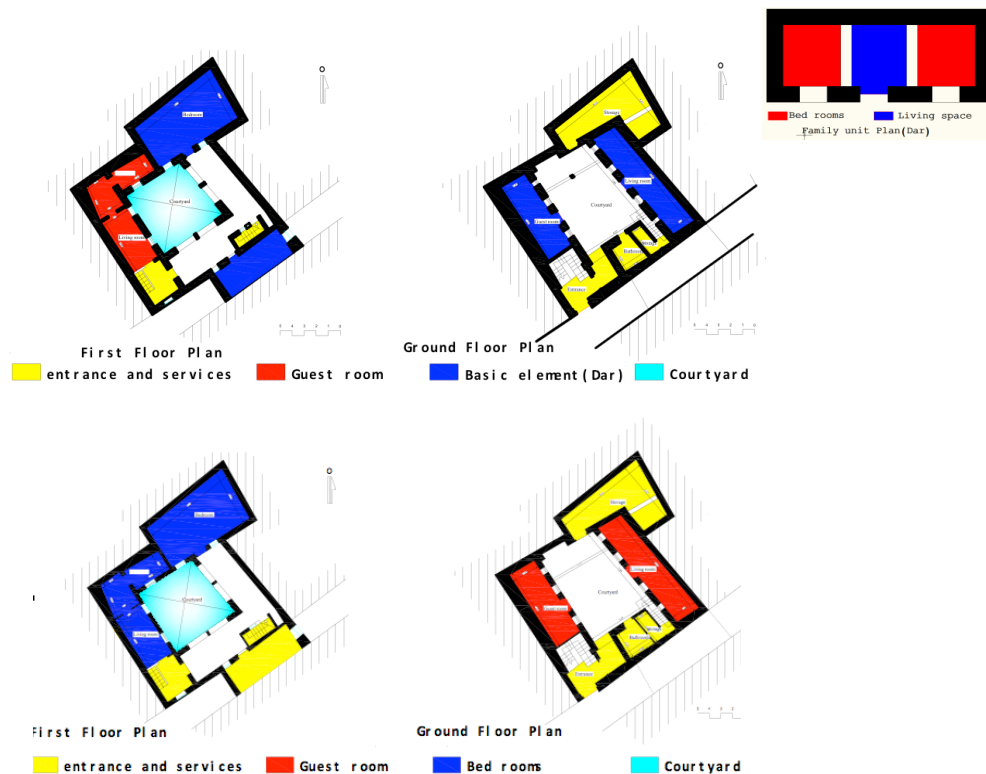 Bed rooms
Living space
Family unit Plan(Dar)
O
Bedroom
Courtyard
Living room
O
Storage
Living room
Courtyard
Guest room
Bathroom
Storage
Entrance
First Floor Plan
Ground Floor Plan
entrance and services
Guest room
Basic element(Dar)
Courtyard
O
Bedroom
Courtyard
Living room
O
Storage
Living room
Courtyard
Guest room
Bathroom
Storage
Entrance
First Floor Plan
Ground Floor Plan
entrance and services
Guest room
Bed rooms
Courtyard